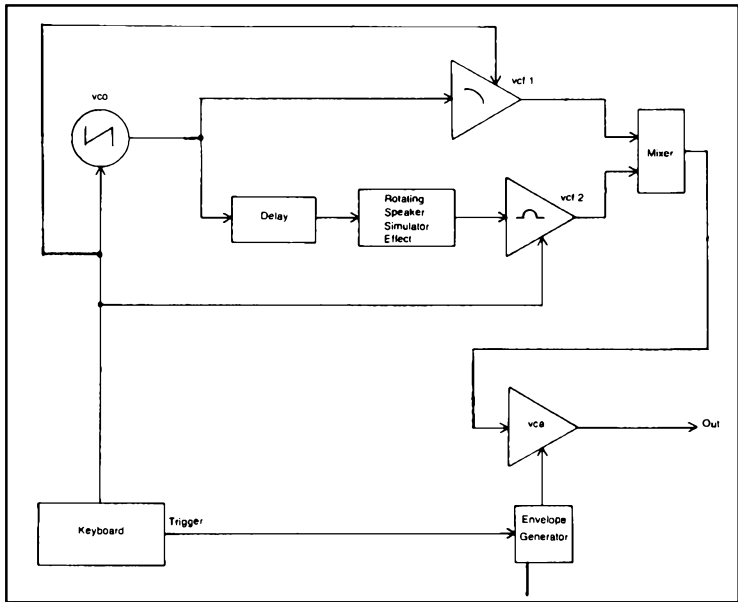 vco
vcf 1
Mixer
Delay
Rotating
Speaker
Simulator
Effect
vcf 2
vca
Out
Keyboard
Trigger
Envelope
Generator